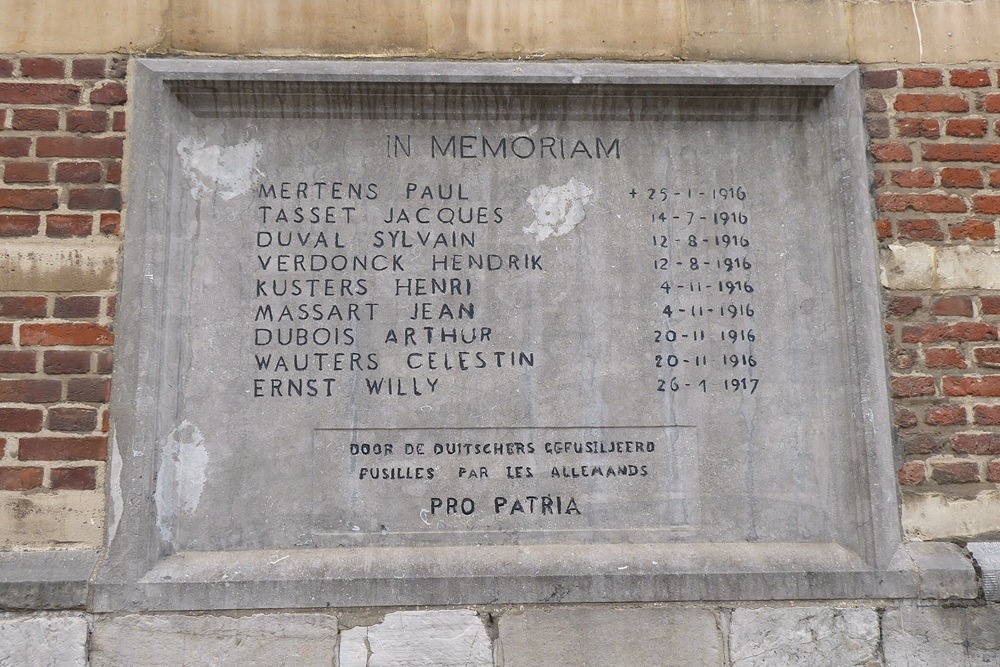 IN MEMORIAM
MERTENS PAUL + 25-1-1916
TASSET JACQUES 14-7-1916
DUVAL SYLVAIN 12-8-1916
VERDONCK HENDRIK 12-8-1916
KUSTERS HENRI 4-11-1916
MASSART JEAN 4-11-1916
DUBOIS ARTHUR 20-11-1916
WAUTERS CELESTIN 20-11-1916
ERNST WILLY 26-1-1917
DOOR DE DUITSCHERS GEFUSILJEERD
FUSILLES PAR LES ALLEMANDS
PRO PATRIA